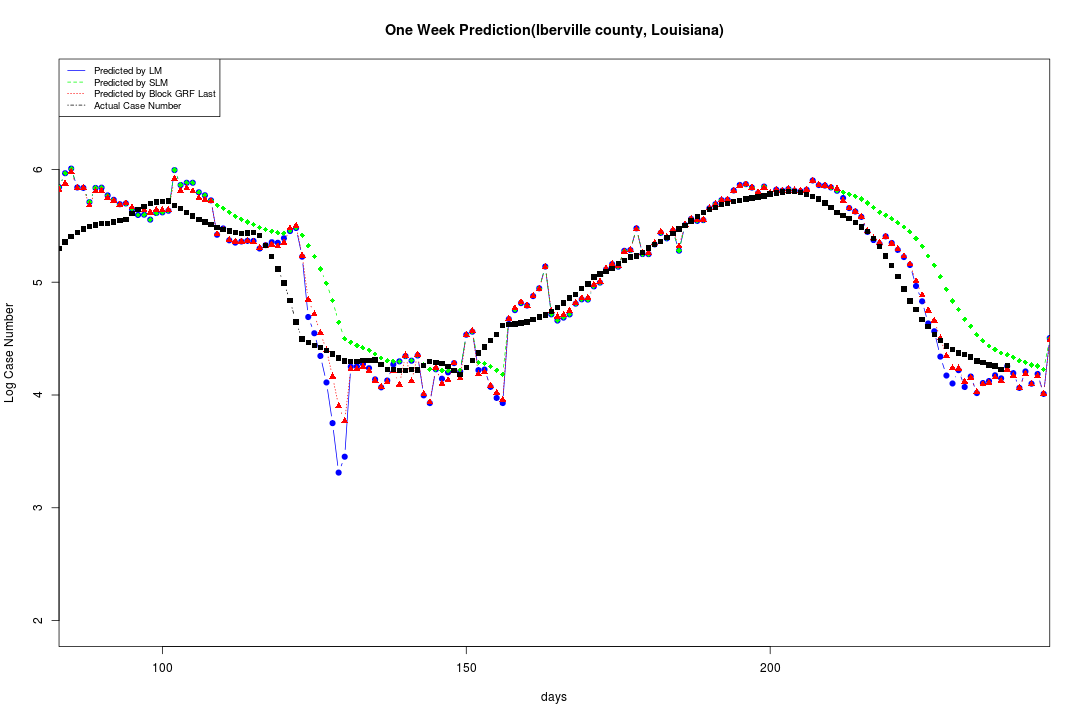 One Week Prediction(Iberville county, Louisiana)
Predicted by LM
Predicted by SLM
Predicted by Block GRF Last
Actual Case Number
6
5
4
3
2
Log Case Number
100 150 200
days